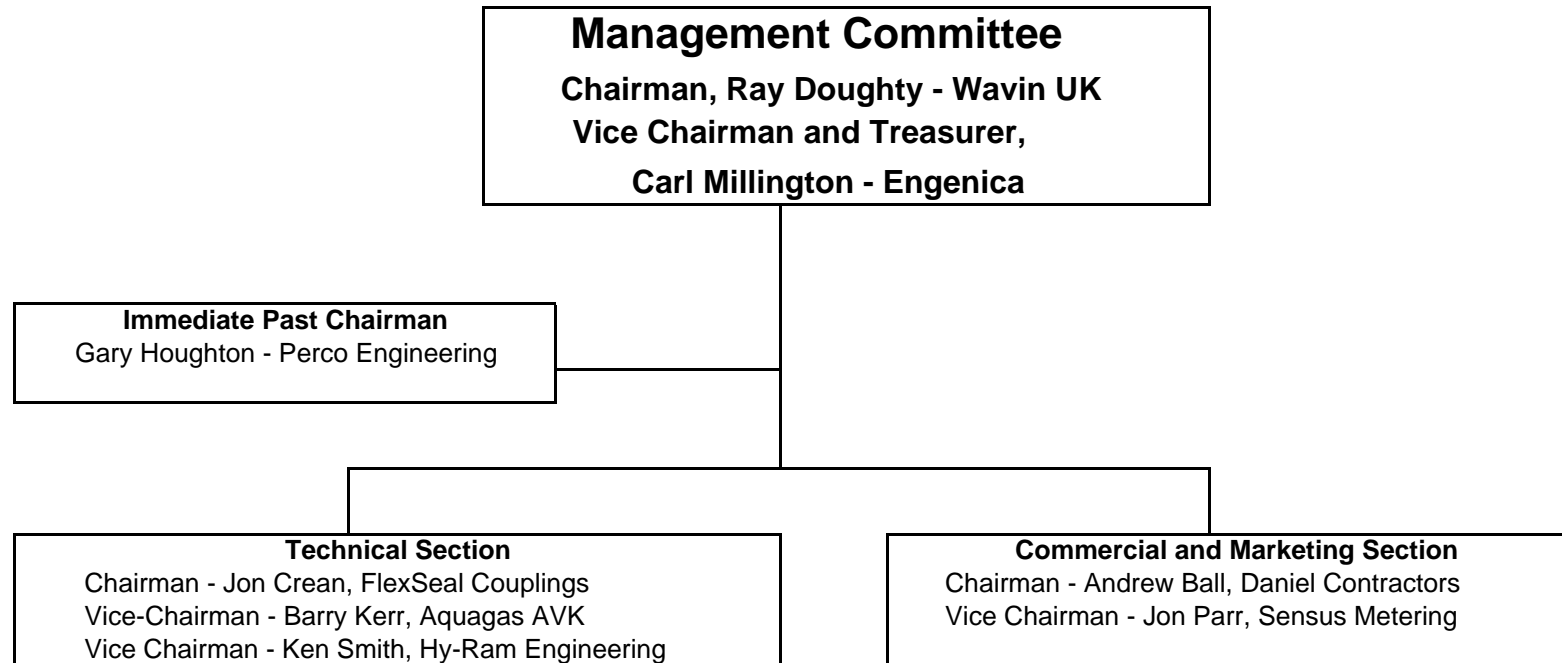 Management Committee
Chairman, Ray Doughty - Wavin UK
Vice Chairman and Treasurer,
Carl Millington - Engenica
Immediate Past Chairman
Gary Houghton - Perco Engineering
Technical Section
Chairman - Jon Crean, FlexSeal Couplings
Vice-Chairman - Barry Kerr, Aquagas AVK
Vice Chairman - Ken Smith, Hy-Ram Engineering
Commercial and Marketing Section
Chairman - Andrew Ball, Daniel Contractors
Vice Chairman - Jon Parr, Sensus Metering